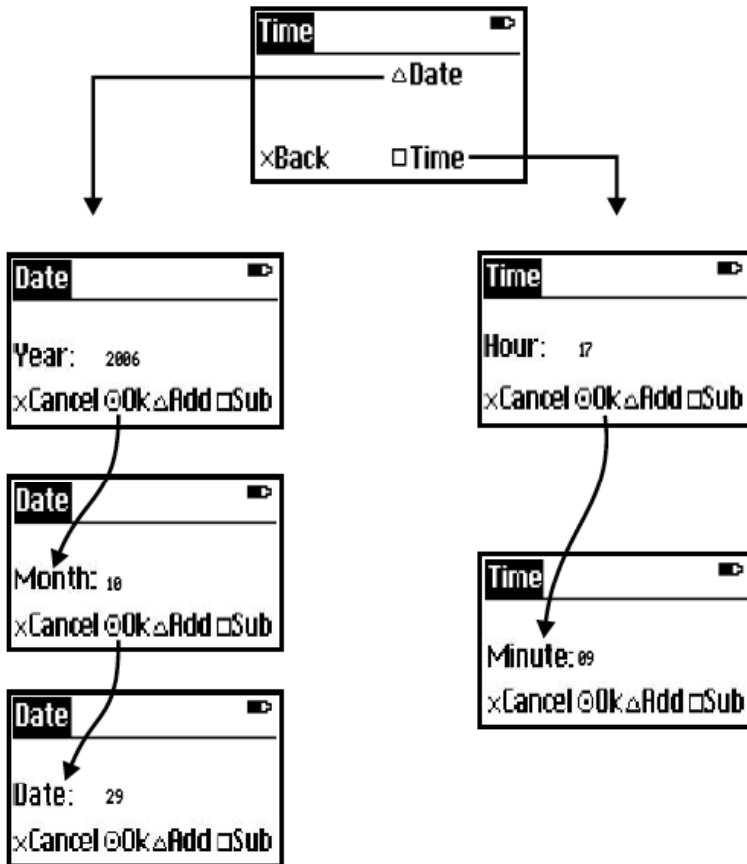 Time
△Date
×Back □Time
Date
Year: 2006
×Cancel ⊙Ok △Add □Sub
Date
Month: 10
×Cancel ⊙Ok △Add □Sub
Date
Date: 29
×Cancel ⊙Ok △Add □Sub
Time
Hour: 17
×Cancel ⊙Ok △Add □Sub
Time
Minute: 09
×Cancel ⊙Ok △Add □Sub